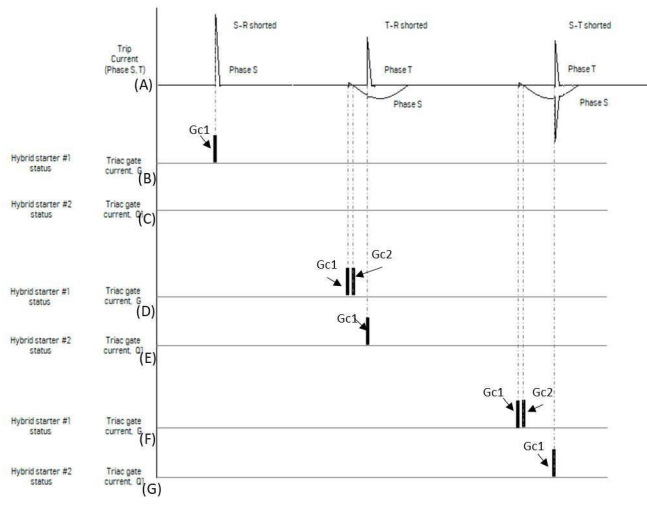 S-R shorted
T-R shorted
S-T shorted
Trip
Current
(Phase S, T)
(A)
Phase S
Phase T
Phase S
Phase T
Phase S
Gc1
Hybrid starter #1
status
Triac gate
current, G
(B)
Hybrid starter #2
status
Triac gate
current, Q1
(C)
Gc1
Gc2
Hybrid starter #1
status
Triac gate
current, G
(D)
Gc1
Hybrid starter #2
status
Triac gate
current, Q1
(E)
Gc1
Gc2
Hybrid starter #1
status
Triac gate
current, G
(F)
Gc1
Hybrid starter #2
status
Triac gate
current, Q1
(G)